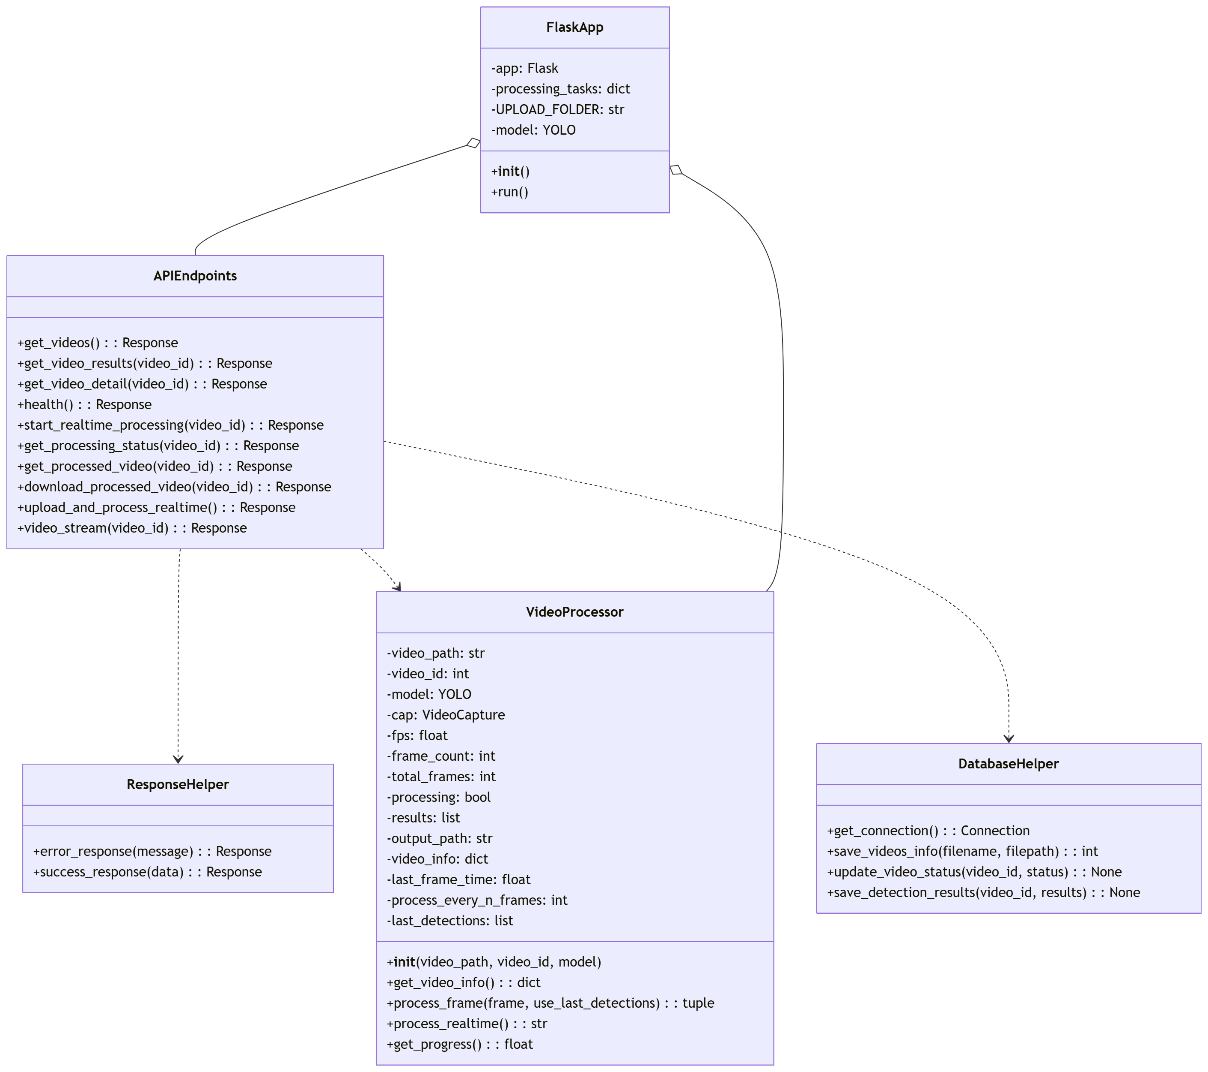 FlaskApp
-app: Flask
-processing_tasks: dict
-UPLOAD_FOLDER: str
-model: YOLO
+init()
+run()
APIEndpoints
+get_videos() : : Response
+get_video_results(video_id) : : Response
+get_video_detail(video_id) : : Response
+health() : : Response
+start_realtime_processing(video_id) : : Response
+get_processing_status(video_id) : : Response
+get_processed_video(video_id) : : Response
+download_processed_video(video_id) : : Response
+upload_and_process_realtime() : : Response
+video_stream(video_id) : : Response
VideoProcessor
-video_path: str
-video_id: int
-model: YOLO
-cap: VideoCapture
-fps: float
-frame_count: int
-total_frames: int
-processing: bool
-results: list
-output_path: str
-video_info: dict
-last_frame_time: float
-process_every_n_frames: int
-last_detections: list
+init(video_path, video_id, model)
+get_video_info() : : dict
+process_frame(frame, use_last_detections) : : tuple
+process_realtime() : : str
+get_progress() : : float
ResponseHelper
+error_response(message) : : Response
+success_response(data) : : Response
DatabaseHelper
+get_connection() : : Connection
+save_videos_info(filename, filepath) : : int
+update_video_status(video_id, status) : : None
+save_detection_results(video_id, results) : : None